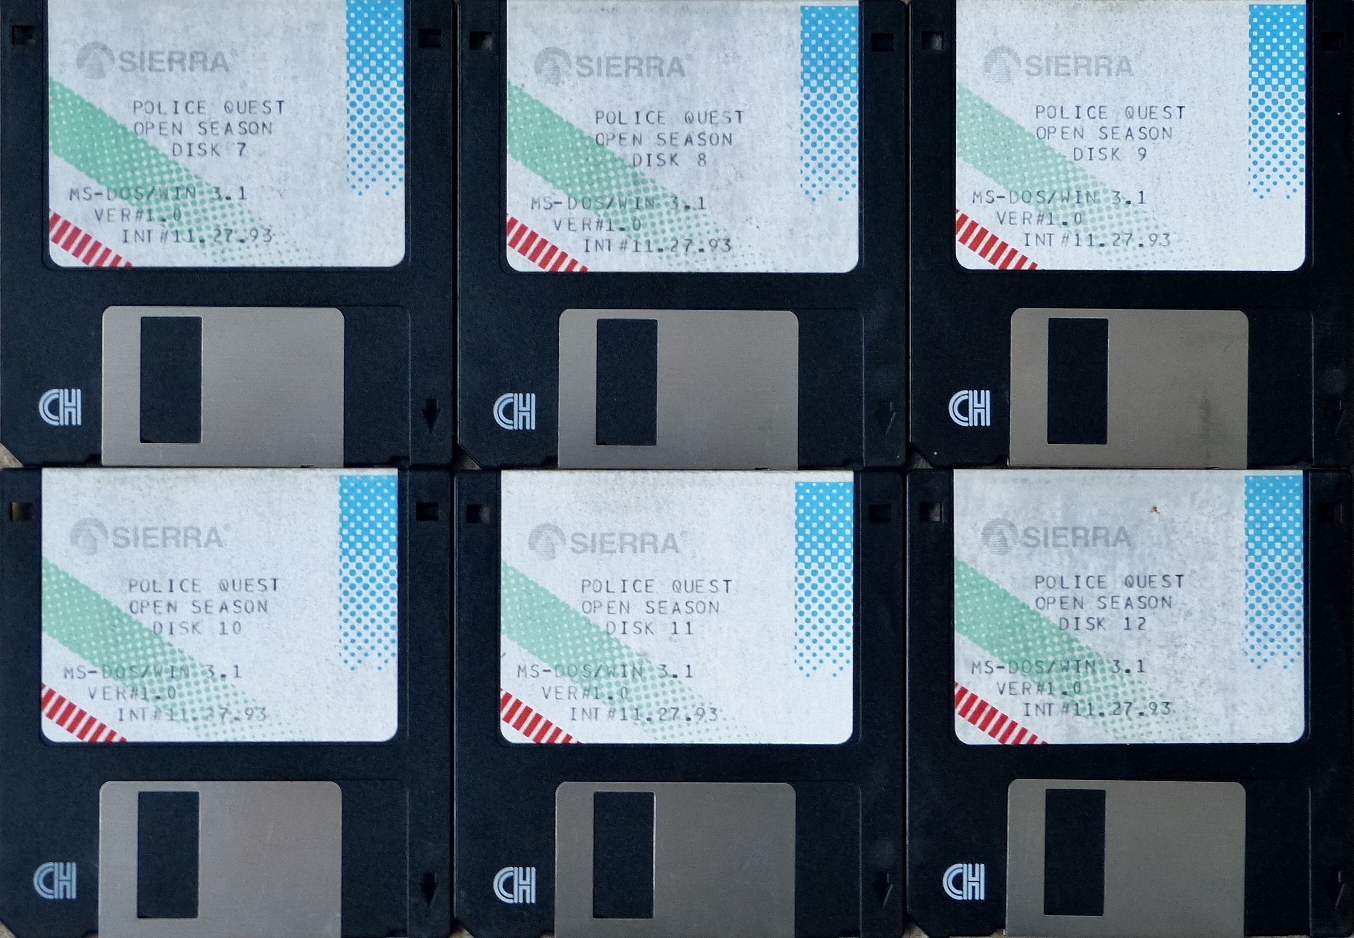 SIERRA®
POLICE QUEST
OPEN SEASON
DISK 7
MS-DOS/WIN 3.1
VER#1.0
INT#11.27.93
CH
SIERRA®
POLICE QUEST
OPEN SEASON
DISK 8
MS-DOS/WIN 3.1
VER#1.0
INT#11.27.93
CH
SIERRA®
POLICE QUEST
OPEN SEASON
DISK 9
MS-DOS/WIN 3.1
VER#1.0
INT#11.27.93
CH
SIERRA®
POLICE QUEST
OPEN SEASON
DISK 10
MS-DOS/WIN 3.1
VER#1.0
INT#11.27.93
CH
SIERRA®
POLICE QUEST
OPEN SEASON
DISK 11
MS-DOS/WIN 3.1
VER#1.0
INT#11.27.93
CH
SIERRA®
POLICE QUEST
OPEN SEASON
DISK 12
MS-DOS/WIN 3.1
VER#1.0
INT#11.27.93
CH